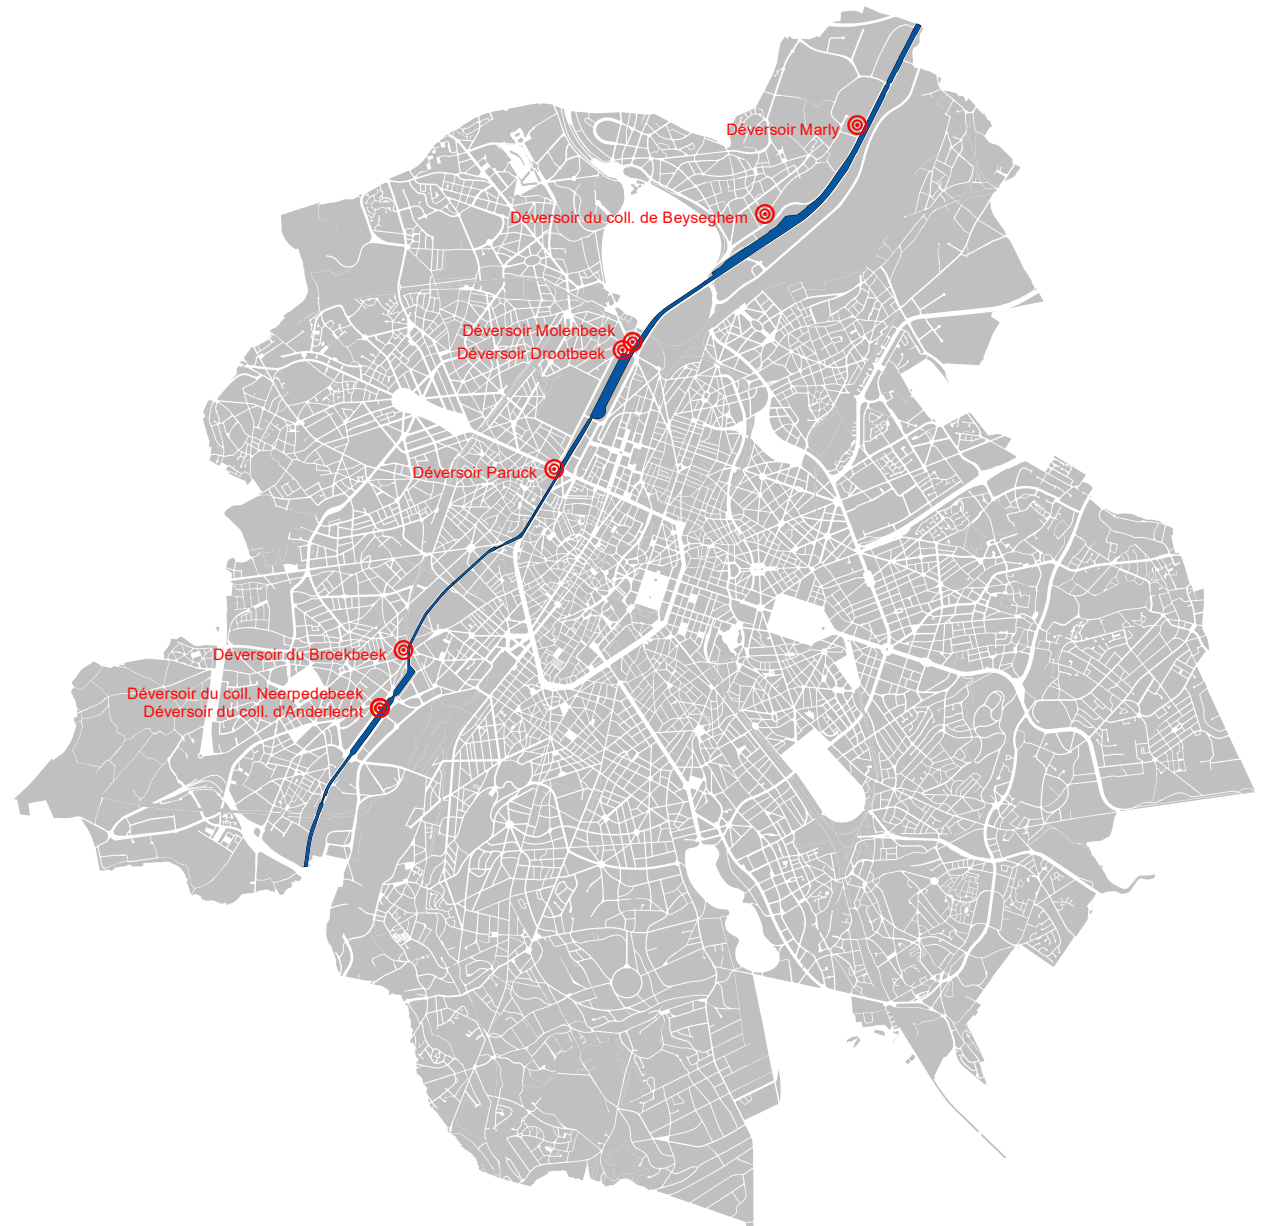 Déversoir Marly
Déversoir du coll. de Beyseghem
Déversoir Molenbeek
Déversoir Drootbeek
Déversoir Paruck
Déversoir du Broekbeek
Déversoir du coll. Neerpedebeek
Déversoir du coll. d'Anderlecht